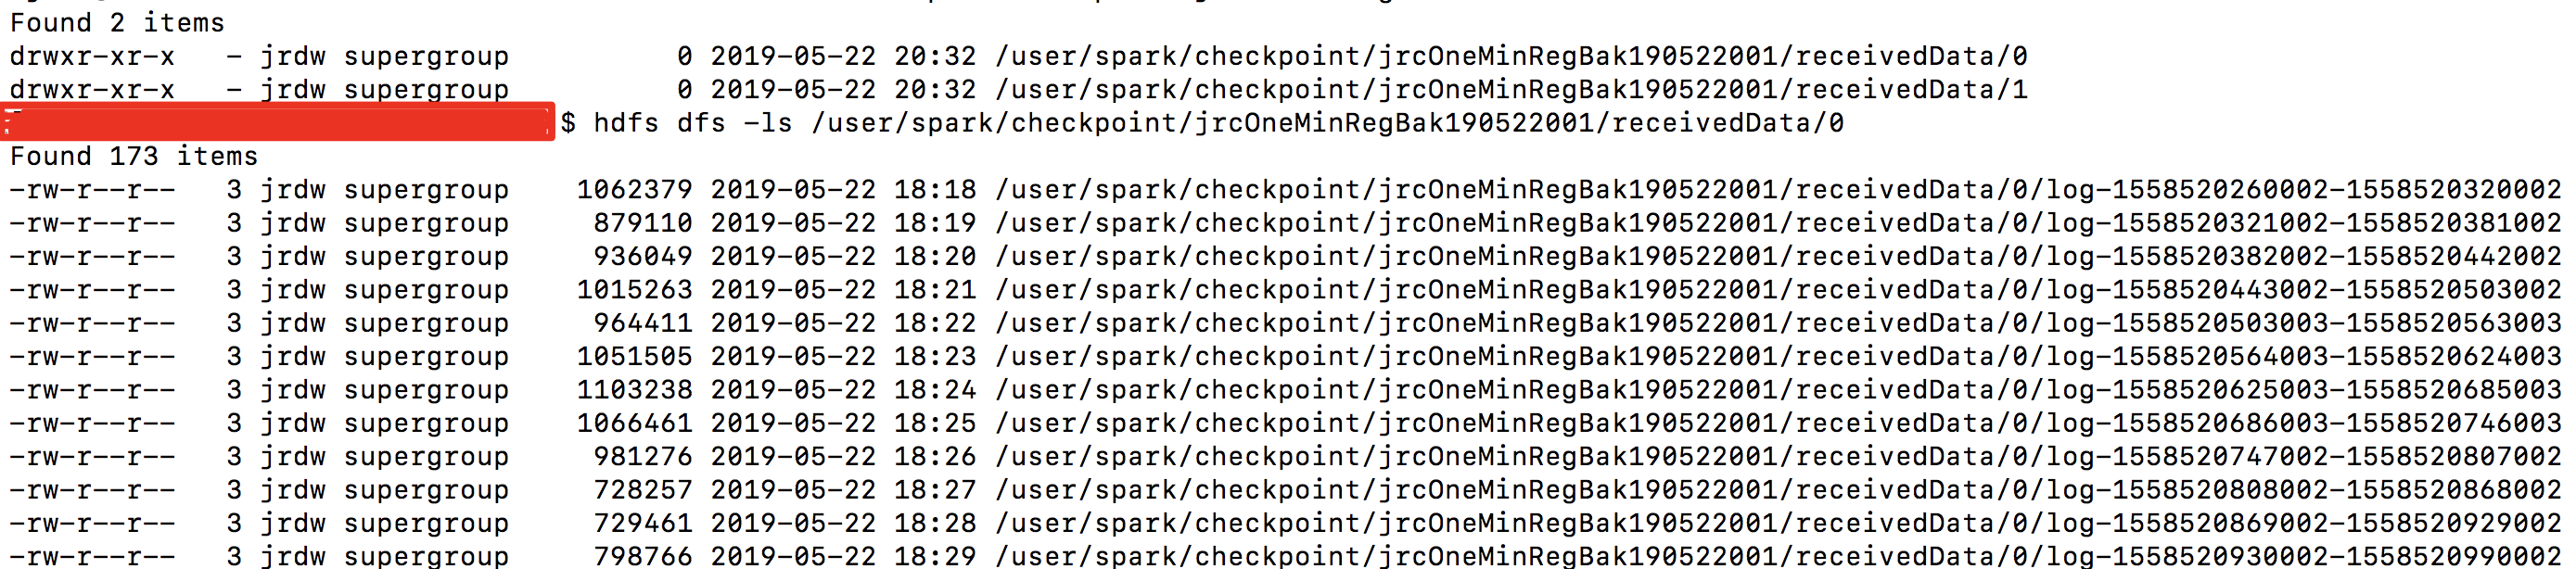 Found 2 items
drwxr-xr-x   - jrdw supergroup          0 2019-05-22 20:32 /user/spark/checkpoint/jrcOneMinRegBak190522001/receivedData/0
drwxr-xr-x   - jrdw supergroup          0 2019-05-22 20:32 /user/spark/checkpoint/jrcOneMinRegBak190522001/receivedData/1
$ hdfs dfs -ls /user/spark/checkpoint/jrcOneMinRegBak190522001/receivedData/0
Found 173 items
-rw-r--r--   3 jrdw supergroup    1062379 2019-05-22 18:18 /user/spark/checkpoint/jrcOneMinRegBak190522001/receivedData/0/log-1558520260002-1558520320002
-rw-r--r--   3 jrdw supergroup     879110 2019-05-22 18:19 /user/spark/checkpoint/jrcOneMinRegBak190522001/receivedData/0/log-1558520321002-1558520381002
-rw-r--r--   3 jrdw supergroup     936049 2019-05-22 18:20 /user/spark/checkpoint/jrcOneMinRegBak190522001/receivedData/0/log-1558520382002-1558520442002
-rw-r--r--   3 jrdw supergroup    1015263 2019-05-22 18:21 /user/spark/checkpoint/jrcOneMinRegBak190522001/receivedData/0/log-1558520443002-1558520503002
-rw-r--r--   3 jrdw supergroup     964411 2019-05-22 18:22 /user/spark/checkpoint/jrcOneMinRegBak190522001/receivedData/0/log-1558520503003-1558520563003
-rw-r--r--   3 jrdw supergroup    1051505 2019-05-22 18:23 /user/spark/checkpoint/jrcOneMinRegBak190522001/receivedData/0/log-1558520564003-1558520624003
-rw-r--r--   3 jrdw supergroup    1103238 2019-05-22 18:24 /user/spark/checkpoint/jrcOneMinRegBak190522001/receivedData/0/log-1558520625003-1558520685003
-rw-r--r--   3 jrdw supergroup    1066461 2019-05-22 18:25 /user/spark/checkpoint/jrcOneMinRegBak190522001/receivedData/0/log-1558520686003-1558520746003
-rw-r--r--   3 jrdw supergroup     981276 2019-05-22 18:26 /user/spark/checkpoint/jrcOneMinRegBak190522001/receivedData/0/log-1558520747002-1558520807002
-rw-r--r--   3 jrdw supergroup     728257 2019-05-22 18:27 /user/spark/checkpoint/jrcOneMinRegBak190522001/receivedData/0/log-1558520808002-1558520868002
-rw-r--r--   3 jrdw supergroup     729461 2019-05-22 18:28 /user/spark/checkpoint/jrcOneMinRegBak190522001/receivedData/0/log-1558520869002-1558520929002
-rw-r--r--   3 jrdw supergroup     798766 2019-05-22 18:29 /user/spark/checkpoint/jrcOneMinRegBak190522001/receivedData/0/log-1558520930002-1558520990002